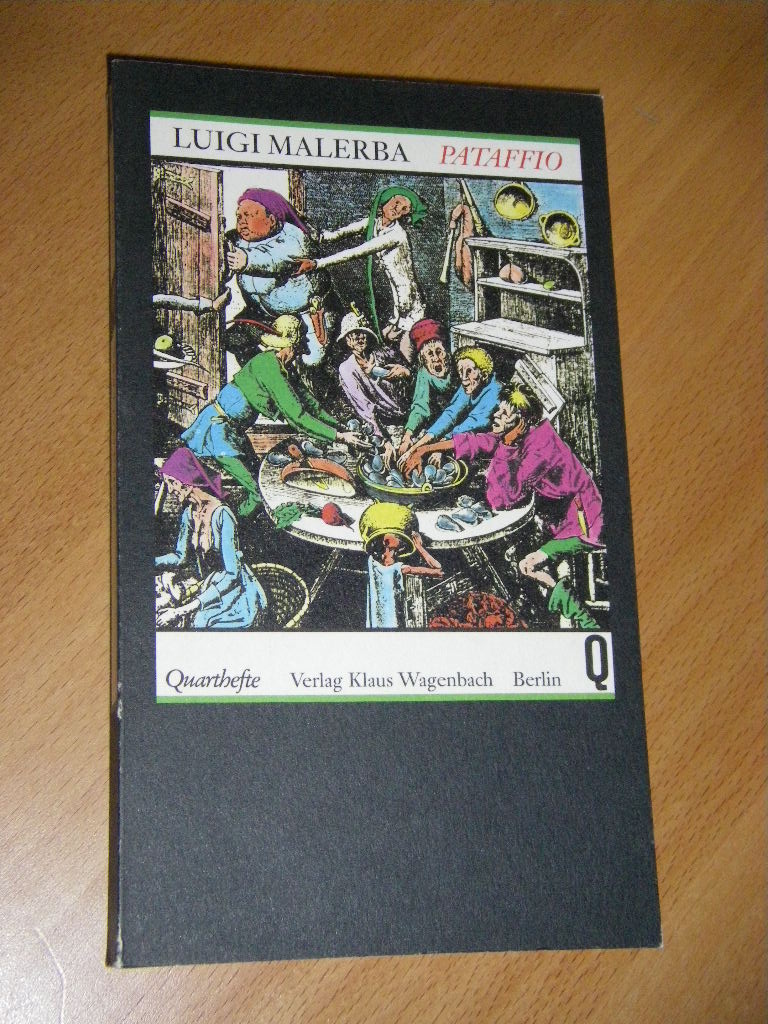 LUIGI MALERBA PATAFFIO
Quarthefte Verlag Klaus Wagenbach Berlin Q